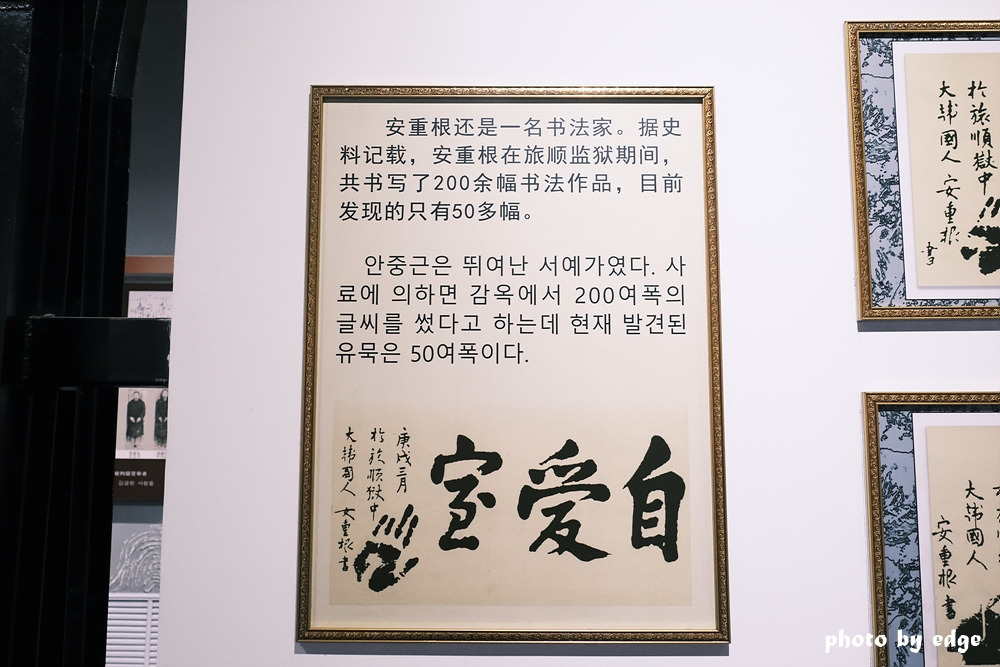 安重根还是一名书法家。据史
料记载，安重根在旅顺监狱期间，
共书写了200余幅书法作品，目前
发现的只有50多幅。
안중근은 뛰여난 서예가였다. 사
료에 의하면 감옥에서 200여폭의
글씨를 썼다고 하는데 현재 발견된
유묵은 50여폭이다.
自愛室
庚戌三月
於旅順獄中
大韓國人 安重根 書
於旅順獄中
大韓國人 安重根
書
大韓國人
安重根 書
감금된 사람들
photo by edge